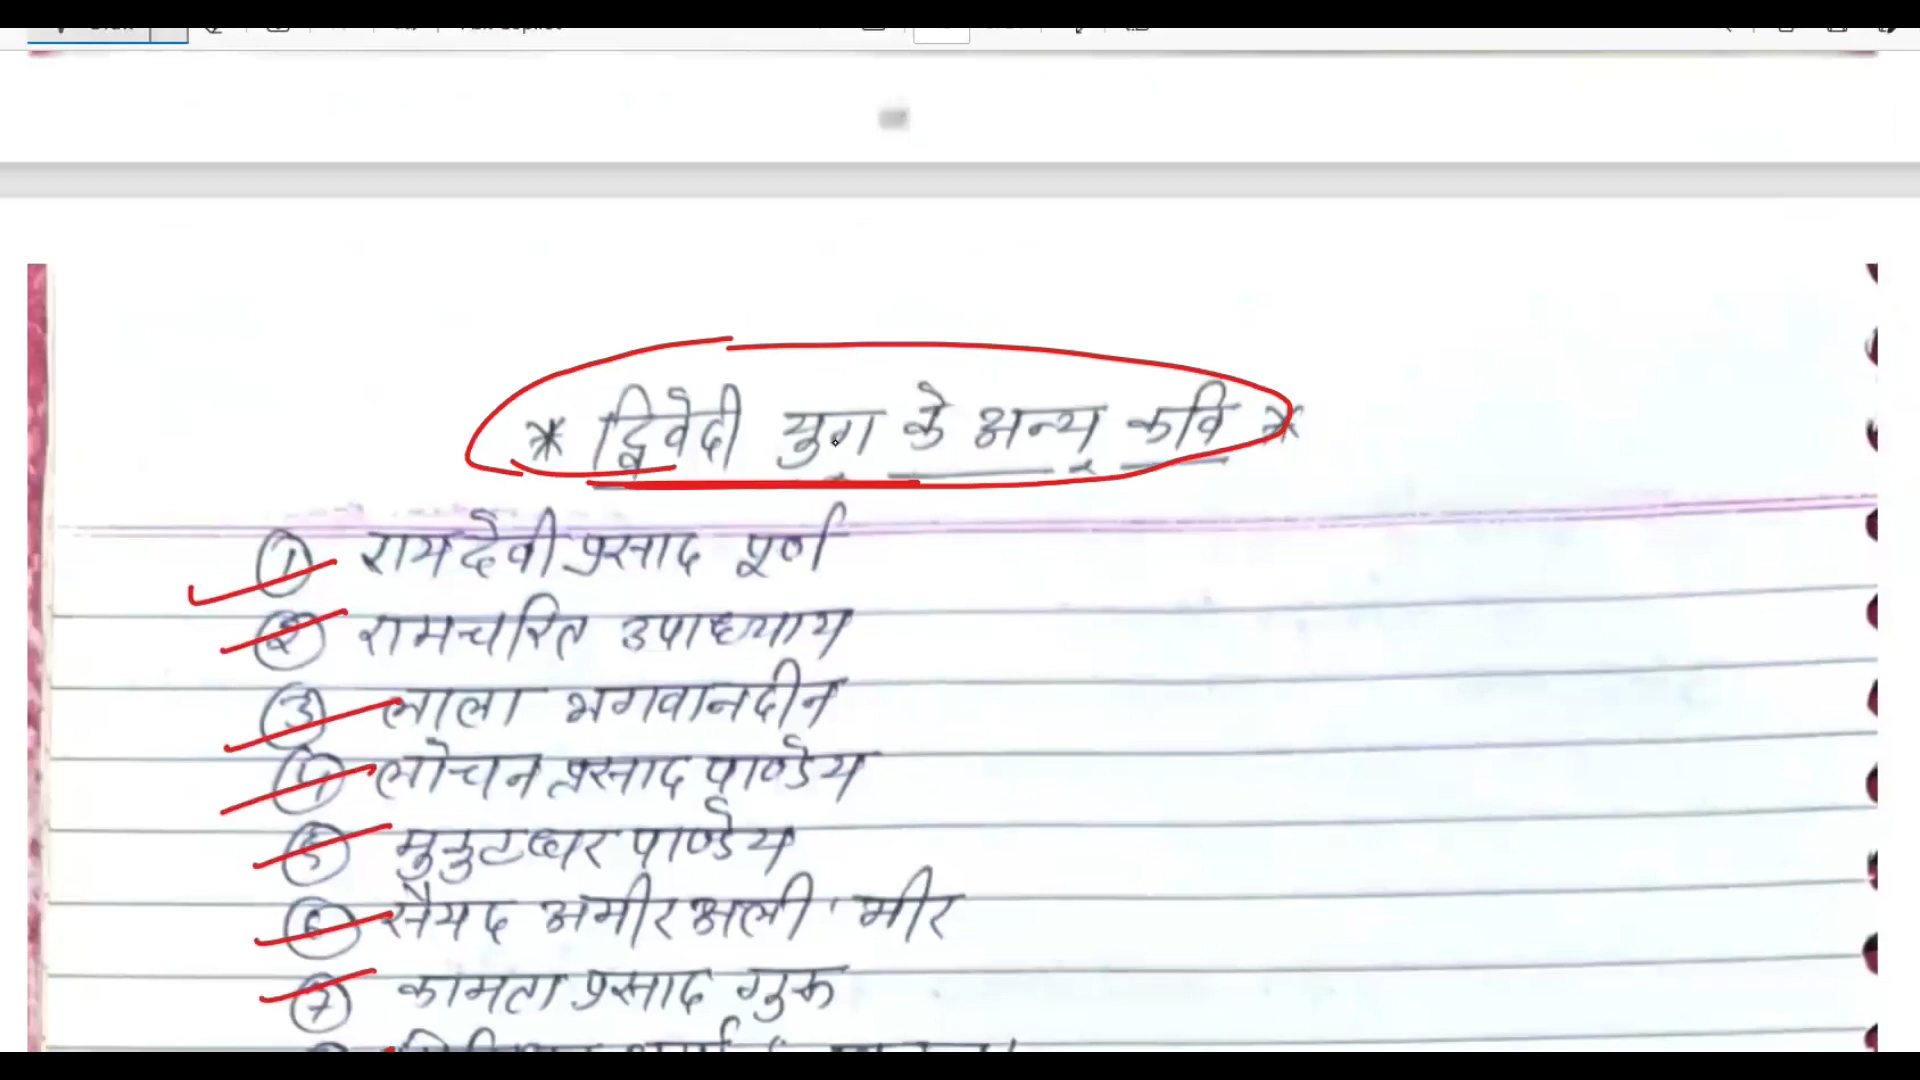 * द्विवेदी युग के अन्य कवि *
① रायदेवीप्रसाद पूर्ण
② रामचरित उपाध्याय
③ लाला भगवानदीन
④ लोचन प्रसाद पाण्डेय
⑤ मुकुटधर पाण्डेय
⑥ सैयद अमीर अली 'मीर
⑦ कामता प्रसाद गुरू